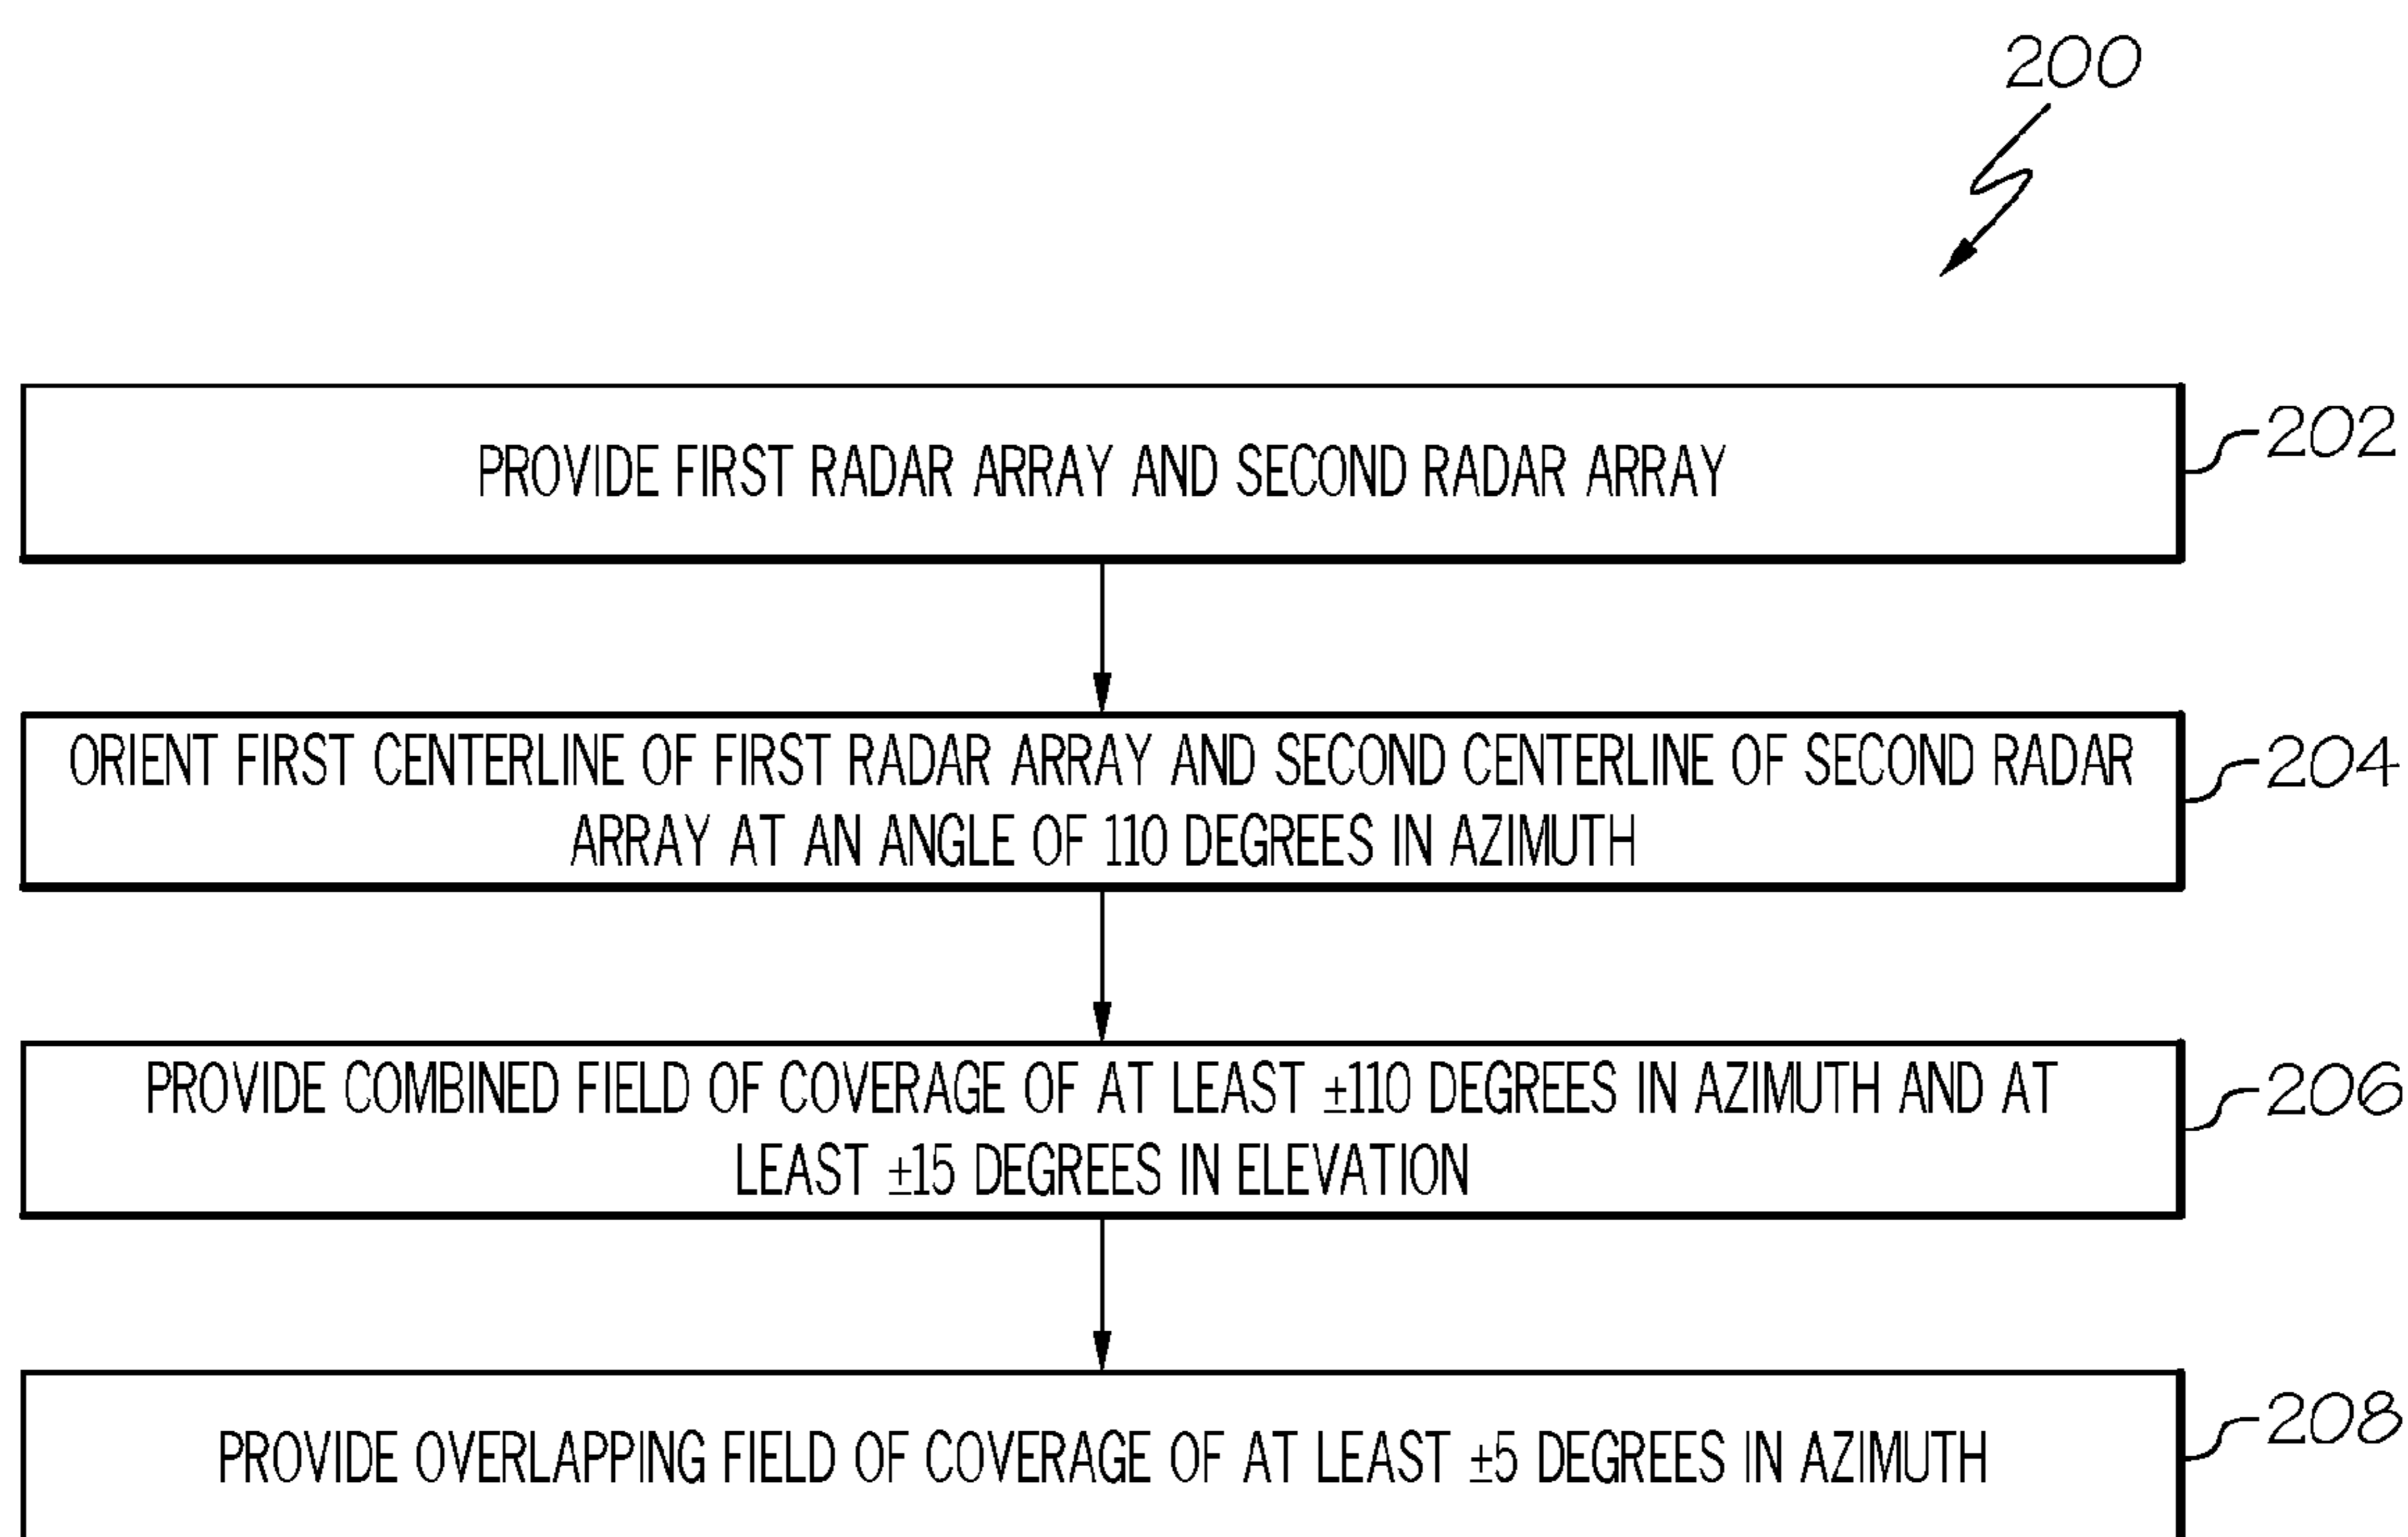 200
PROVIDE FIRST RADAR ARRAY AND SECOND RADAR ARRAY
202
ORIENT FIRST CENTERLINE OF FIRST RADAR ARRAY AND SECOND CENTERLINE OF SECOND RADAR
ARRAY AT AN ANGLE OF 110 DEGREES IN AZIMUTH
204
PROVIDE COMBINED FIELD OF COVERAGE OF AT LEAST ±110 DEGREES IN AZIMUTH AND AT
LEAST ±15 DEGREES IN ELEVATION
206
PROVIDE OVERLAPPING FIELD OF COVERAGE OF AT LEAST ±5 DEGREES IN AZIMUTH
208